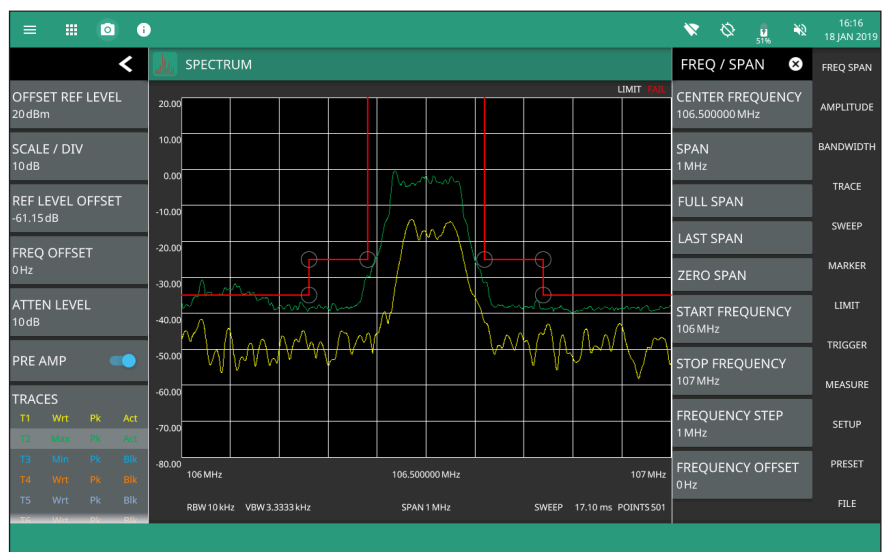 16:16
51%
18 JAN 2019
SPECTRUM
FREQ / SPAN
FREQ SPAN
OFFSET REF LEVEL
20 dBm
SCALE / DIV
10 dB
REF LEVEL OFFSET
-61.15 dB
FREQ OFFSET
0 Hz
ATTEN LEVEL
10 dB
PRE AMP
TRACES
T1 Wrt Pk Act
T2 Max Pk Act
T3 Min Pk Blk
T4 Wrt Pk Blk
T5 Wrt Pk Blk
T6 Wrt Pk Blk
LIMIT FAIL
20.00
10.00
0.00
-10.00
-20.00
-30.00
-40.00
-50.00
-60.00
-70.00
-80.00
106 MHz 106.500000 MHz 107 MHz
RBW 10 kHz VBW 3.3333 kHz SPAN 1 MHz SWEEP 17.10 ms POINTS 501
CENTER FREQUENCY
106.500000 MHz
SPAN
1 MHz
FULL SPAN
LAST SPAN
ZERO SPAN
START FREQUENCY
106 MHz
STOP FREQUENCY
107 MHz
FREQUENCY STEP
1 MHz
FREQUENCY OFFSET
0 Hz
AMPLITUDE
BANDWIDTH
TRACE
SWEEP
MARKER
LIMIT
TRIGGER
MEASURE
SETUP
PRESET
FILE